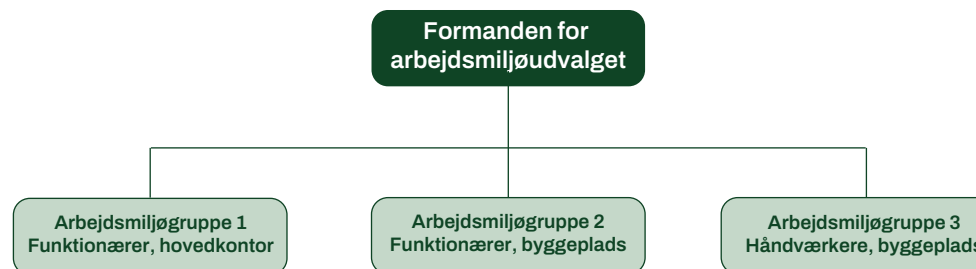 Formanden for
arbejdsmiljøudvalget
Arbejdsmiljøgruppe 1
Funktionærer, hovedkontor
Arbejdsmiljøgruppe 2
Funktionærer, byggeplads
Arbejdsmiljøgruppe 3
Håndværkere, byggeplads